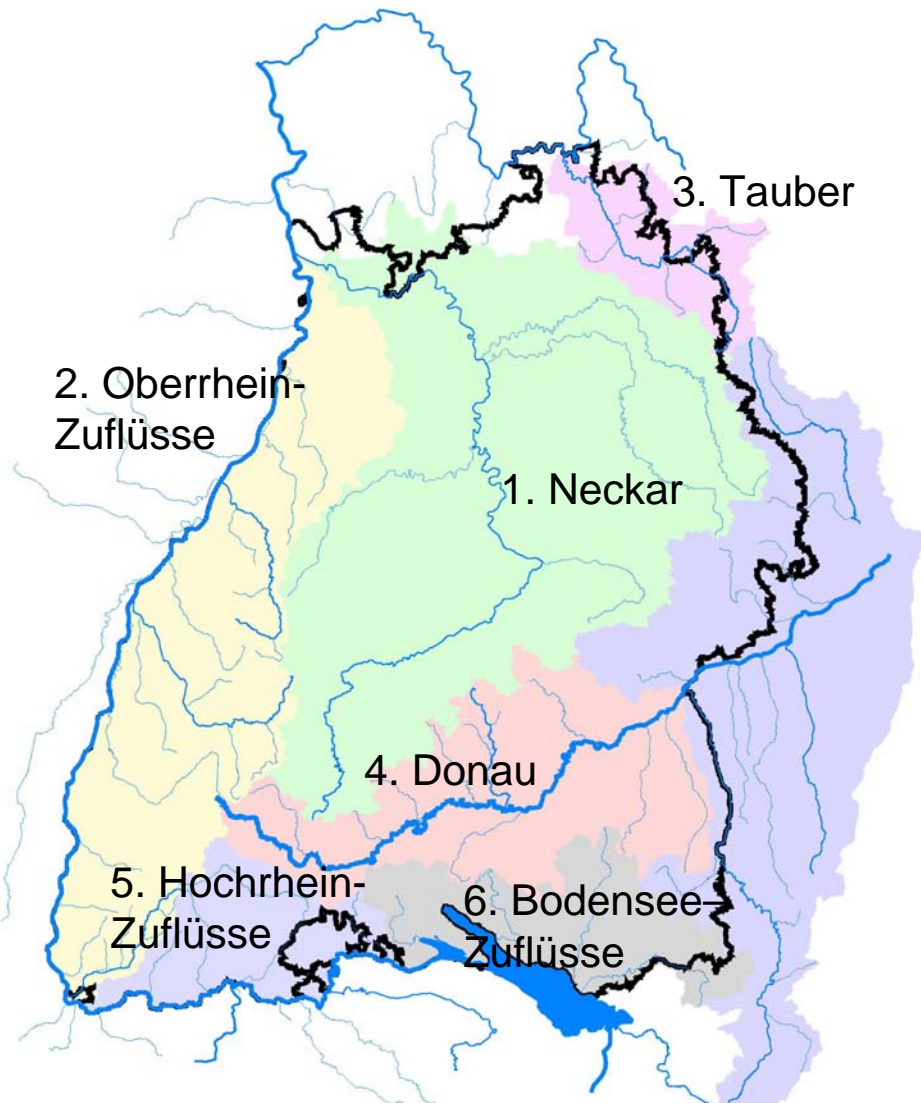 3. Tauber
2. Oberrhein-
Zuflüsse
1. Neckar
4. Donau
5. Hochrhein-
Zuflüsse
6. Bodensee–
Zuflüsse